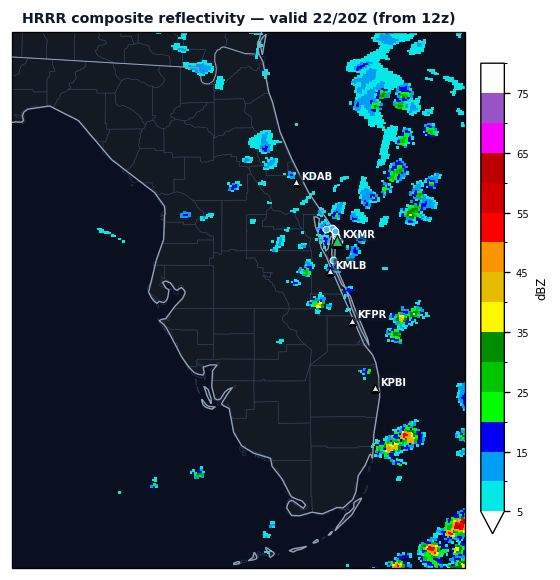 HRRR composite reflectivity — valid 22/20Z (from 12z)
KDAB
KXMR
KMLB
KFPR
KPBI
75
65
55
45
35
25
15
5
dBZ